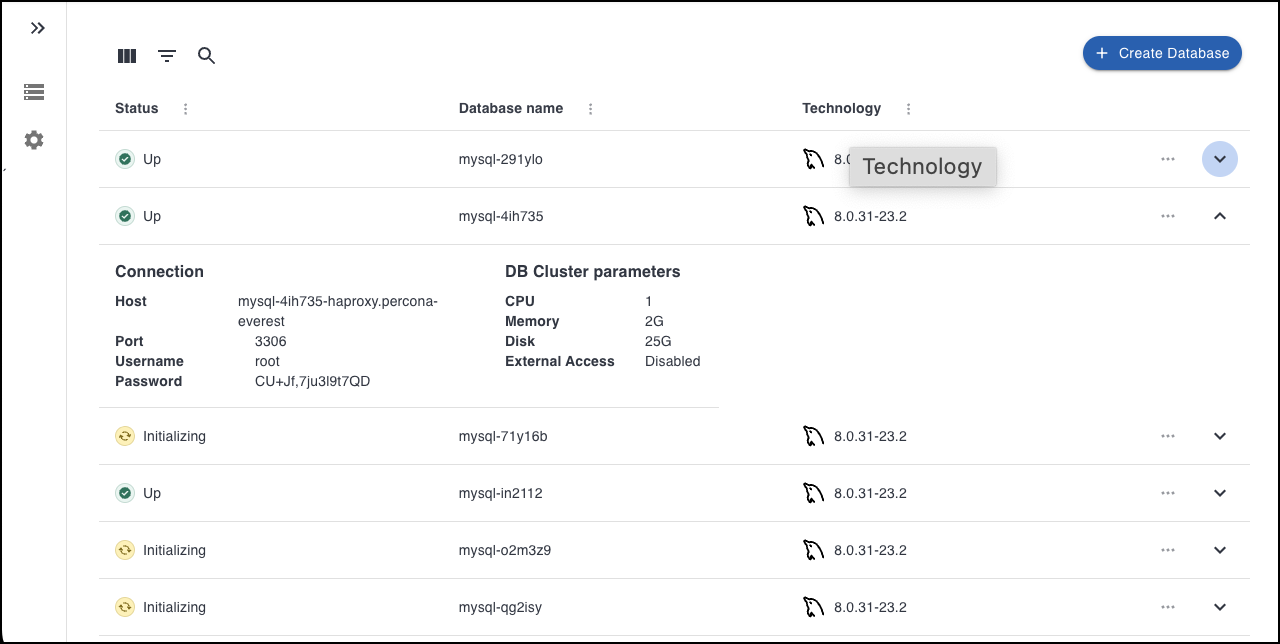 + Create Database
Status Database name Technology
Up mysql-291ylo 8.0
Technology
Up mysql-4ih735 8.0.31-23.2
Connection
Host mysql-4ih735-haproxy.percona-
everest
Port 3306
Username root
Password CU+Jf,7ju3l9t7QD
DB Cluster parameters
CPU 1
Memory 2G
Disk 25G
External Access Disabled
Initializing mysql-71y16b 8.0.31-23.2
Up mysql-in2112 8.0.31-23.2
Initializing mysql-o2m3z9 8.0.31-23.2
Initializing mysql-qg2isy 8.0.31-23.2